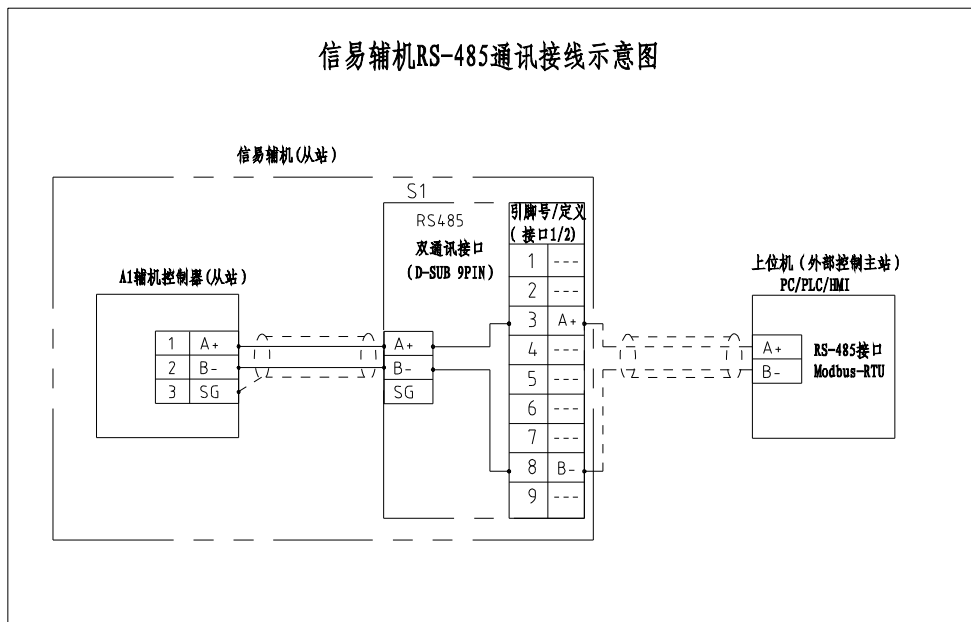 信易辅机RS-485通讯接线示意图
信易辅机(从站)
S1
RS485
双通讯接口
(D-SUB 9PIN)
引脚号/定义
(接口1/2)
1 ---
2 ---
3 A+
4 ---
5 ---
6 ---
7 ---
8 B-
9 ---
A1辅机控制器(从站)
1 A+
2 B-
3 SG
A+
B-
SG
上位机(外部控制主站)
PC/PLC/HMI
A+
B-
RS-485接口
Modbus-RTU